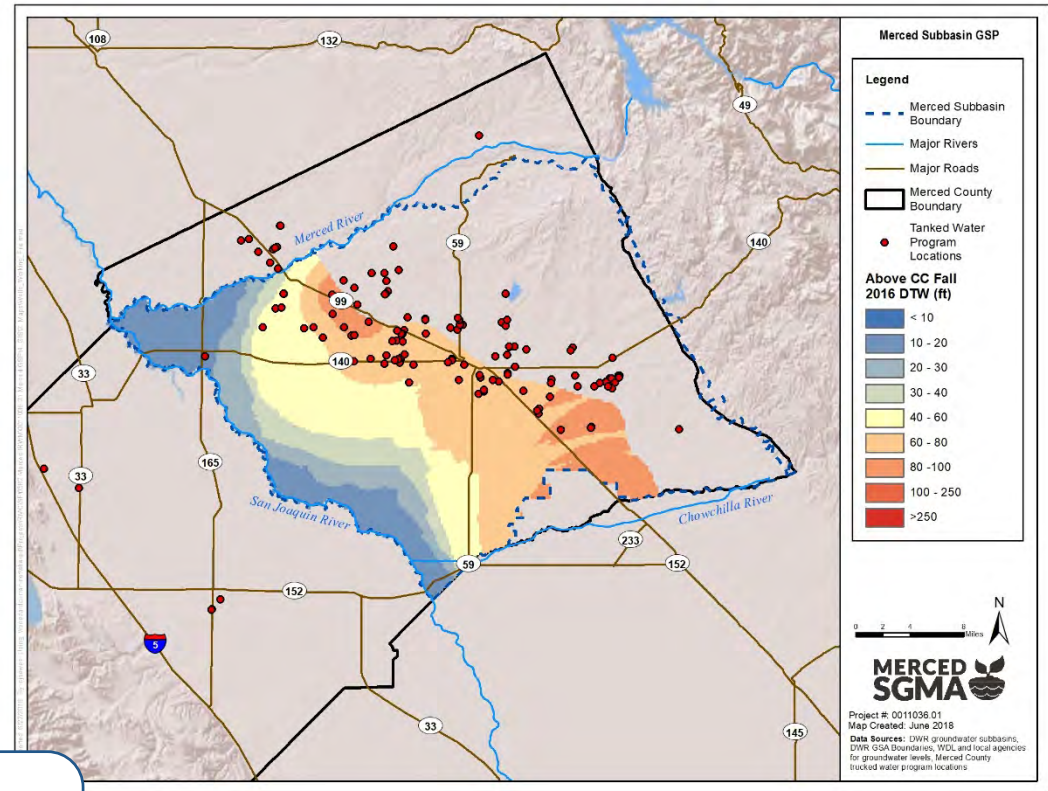 108
132
49
Merced River
59
140
99
140
33
165
33
San Joaquin River
Chowchilla River
233
59
152
152
5
33
145
Merced Subbasin GSP
Legend
Merced Subbasin
Boundary
Major Rivers
Major Roads
Merced County
Boundary
Tanked Water
Program
Locations
Above CC Fall
2016 DTW (ft)
< 10
10 - 20
20 - 30
30 - 40
40 - 60
60 - 80
80 -100
100 - 250
>250
N
0 2 4 8
Miles
MERCED
SGMA
Project #: 0011036.01
Map Created: June 2018
Data Sources: DWR groundwater subbasins,
DWR GSA Boundaries, WDL and local agencies
for groundwater levels, Merced County
trucked water program locations